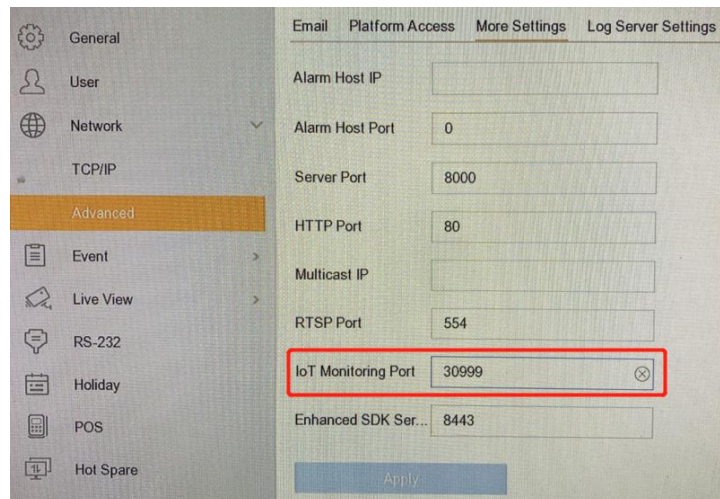 Email Platform Access More Settings Log Server Settings
General
User
Network
TCP/IP
Advanced
Event
Live View
RS-232
Holiday
POS
Hot Spare
Alarm Host IP
Alarm Host Port 0
Server Port 8000
HTTP Port 80
Multicast IP
RTSP Port 554
IoT Monitoring Port 30999
Enhanced SDK Ser... 8443
Apply